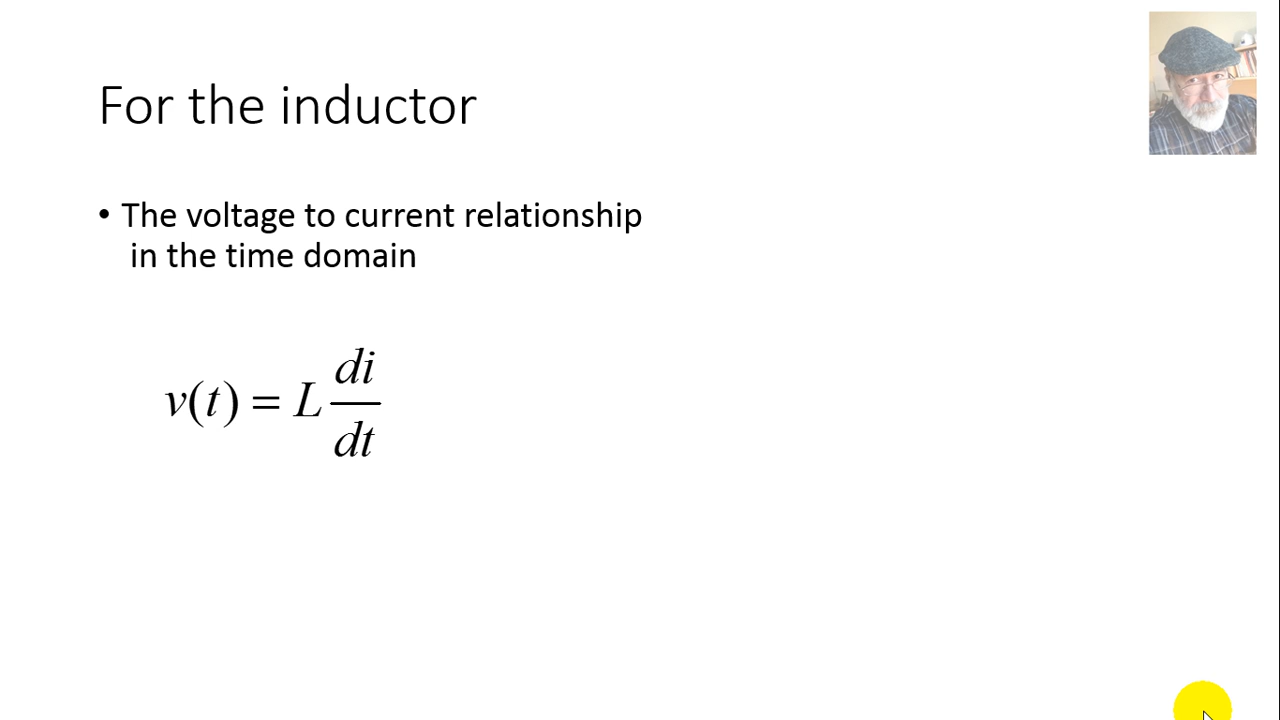 For the inductor
• The voltage to current relationship
in the time domain
v(t) = L di/dt